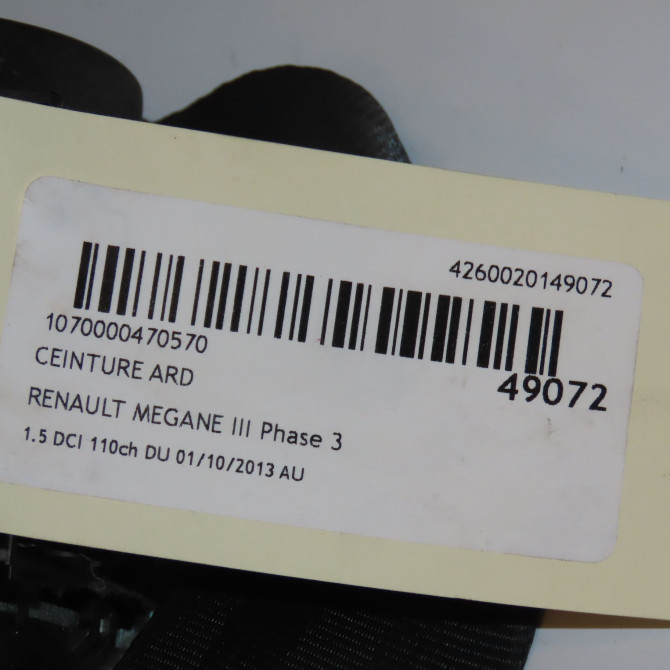 4260020149072
1070000470570
49072
CEINTURE ARD
RENAULT MEGANE III Phase 3
1.5 DCI 110ch DU 01/10/2013 AU